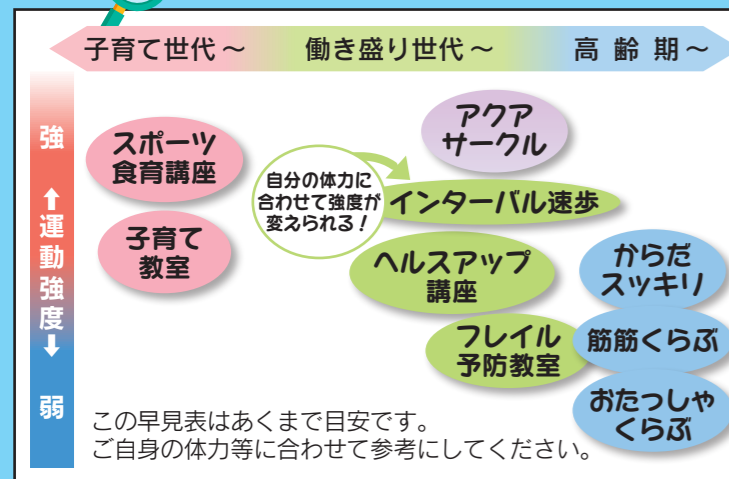 子育て世代～
働き盛り世代～
高齢期～
強
↑運動強度↓
弱
スポーツ
食育講座
子育て
教室
アクア
サークル
自分の体力に
合わせて強度が
変えられる！
インターバル速歩
ヘルスアップ
講座
フレイル
予防教室
からだ
スッキリ
筋筋くらぶ
おたっしゃ
くらぶ
この早見表はあくまで目安です。
ご自身の体力等に合わせて参考にしてください。